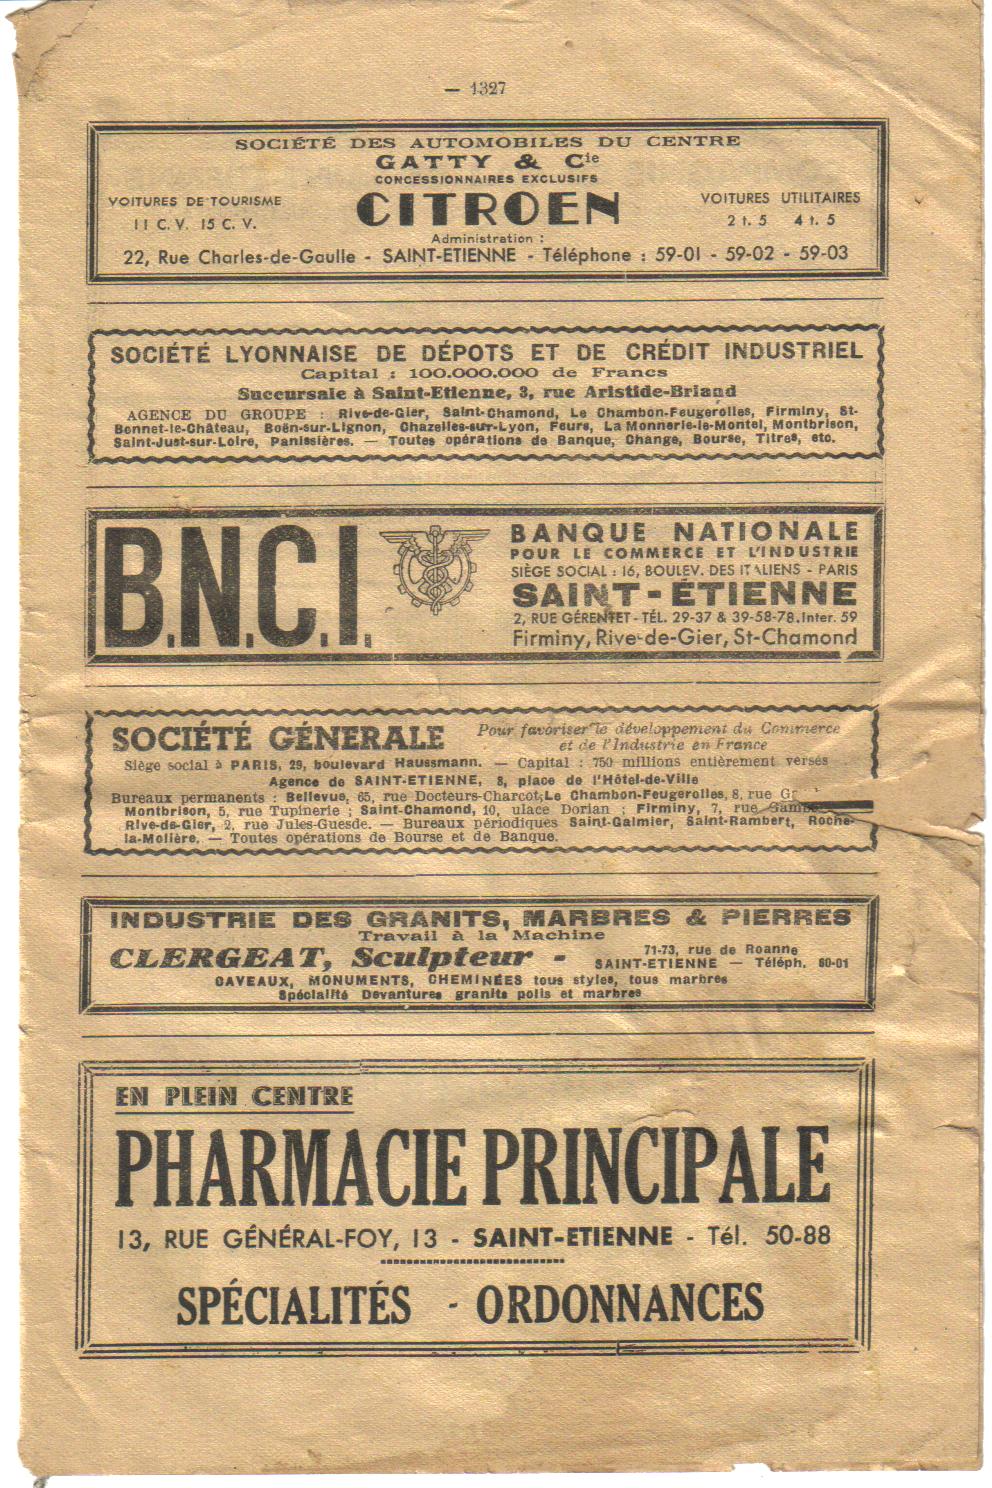 — 1327
SOCIÉTÉ DES AUTOMOBILES DU CENTRE
GATTY & Cie
CONCESSIONNAIRES EXCLUSIFS
VOITURES DE TOURISME
11 C.V. 15 C.V.
CITROEN
VOITURES UTILITAIRES
2 t. 5 4 t. 5
Administration :
22, Rue Charles-de-Gaulle - SAINT-ETIENNE - Téléphone : 59-01 - 59-02 - 59-03
SOCIÉTÉ LYONNAISE DE DÉPOTS ET DE CRÉDIT INDUSTRIEL
Capital : 100.000.000 de Francs
Succursale à Saint-Etienne, 3, rue Aristide-Briand
AGENCE DU GROUPE : Rive-de-Gier, Saint-Chamond, Le Chambon-Feugerolles, Firminy, St-
Bonnet-le-Château, Boën-sur-Lignon, Chazelles-sur-Lyon, Feurs, La Monnerie-le-Montel, Montbrison,
Saint-Just-sur-Loire, Panissières. — Toutes opérations de Banque, Change, Bourse, Titres, etc.
B.N.C.I.
BANQUE NATIONALE
POUR LE COMMERCE ET L'INDUSTRIE
SIÈGE SOCIAL : 16, BOULEV. DES ITALIENS - PARIS
SAINT-ÉTIENNE
2, RUE GÉRENTET - TÉL. 29-37 & 39-58-78. Inter. 59
Firminy, Rive-de-Gier, St-Chamond
SOCIÉTÉ GÉNERALE
Pour favoriser le développement du Commerce
et de l'Industrie en France
Siège social à PARIS, 29, boulevard Haussmann. — Capital : 750 millions entièrement versés
Agence de SAINT-ETIENNE, 8, place de l'Hôtel-de-Ville
Bureaux permanents : Bellevue, 65, rue Docteurs-Charcot; Le Chambon-Feugerolles, 8, rue
Montbrison, 5, rue Tupinerie ; Saint-Chamond, 10, ulace Dorian ; Firminy, 7, rue
Rive-de-Gier, 2, rue Jules-Guesde. — Bureaux périodiques Saint-Galmier, Saint-Rambert, Roche-
la-Molière. — Toutes opérations de Bourse et de Banque.
INDUSTRIE DES GRANITS, MARBRES & PIERRES
Travail à la Machine
CLERGEAT, Sculpteur -
71-73, rue de Roanne
SAINT-ETIENNE — Téléph. 60-01
CAVEAUX, MONUMENTS, CHEMINÉES tous styles, tous marbres
Spécialité Devantures granits polis et marbres
EN PLEIN CENTRE
PHARMACIE PRINCIPALE
13, RUE GÉNÉRAL-FOY, 13 - SAINT-ETIENNE - Tél. 50-88
SPÉCIALITÉS - ORDONNANCES